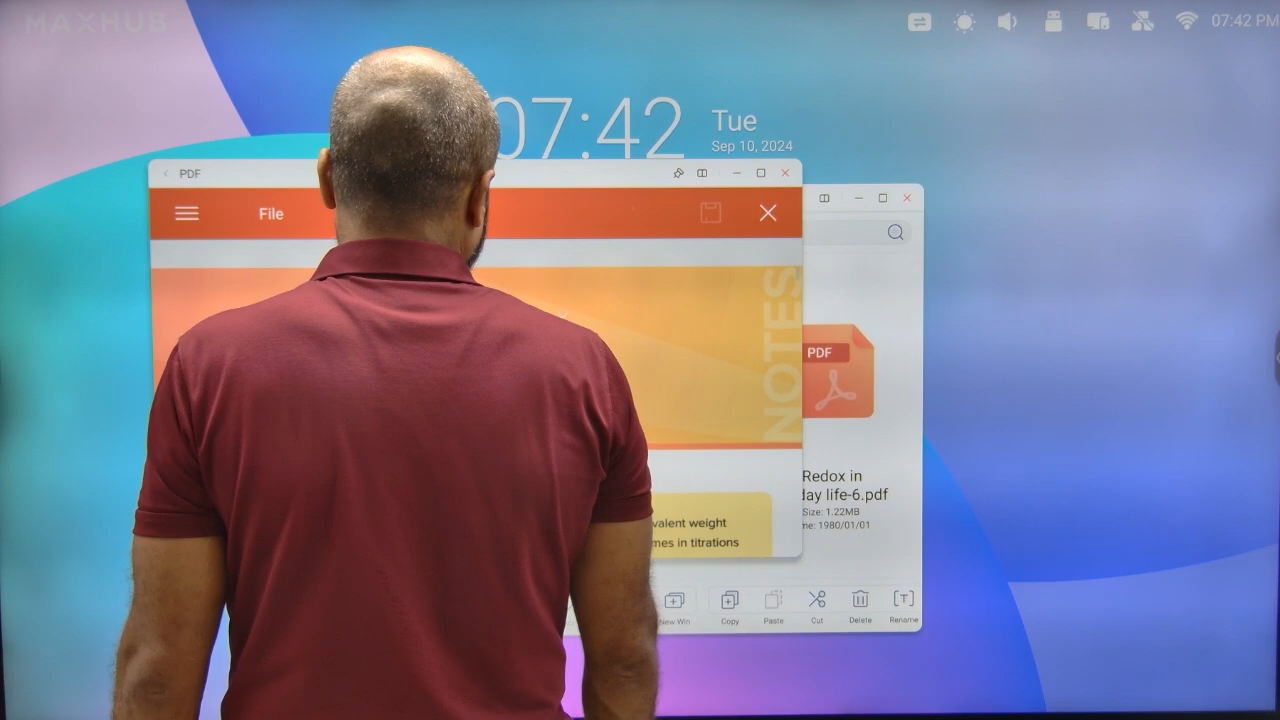 MAXHUB
07:42 PM
07:42
Tue
Sep 10, 2024
PDF
File
NOTES
PDF
Redox in
day life-6.pdf
Size: 1.22MB
me: 1980/01/01
valent weight
mes in titrations
New Win
Copy
Paste
Cut
Delete
Rename